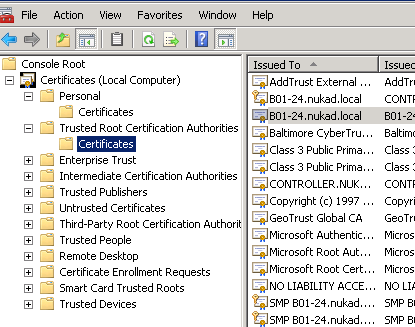 File Action View Favorites Window Help
Console Root
Certificates (Local Computer)
Personal
Certificates
Trusted Root Certification Authorities
Certificates
Enterprise Trust
Intermediate Certification Authorities
Trusted Publishers
Untrusted Certificates
Third-Party Root Certification Authorit
Trusted People
Remote Desktop
Certificate Enrollment Requests
Smart Card Trusted Roots
Trusted Devices
Issued To Issued
AddTrust External ... AddTru
B01-24.nukad.local CONTR
B01-24.nukad.local B01-24
Baltimore CyberTru... Baltimo
Class 3 Public Prima... Class 3
Class 3 Public Prima... Class 3
CONTROLLER.NUK... CONTR
Copyright (c) 1997 ... Copyri
GeoTrust Global CA GeoTru
Microsoft Authentic... Micros
Microsoft Root Aut... Micros
Microsoft Root Cert... Micros
NO LIABILITY ACCE... NO LIA
SMP B01-24.nukad.... SMP B0
SMP B01-24.nukad.... SMP B0